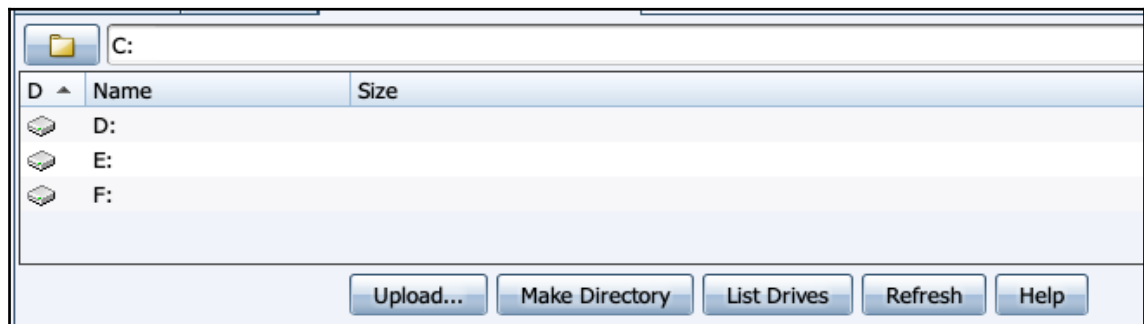 C:
D Name Size
D:
E:
F:
Upload... Make Directory List Drives Refresh Help